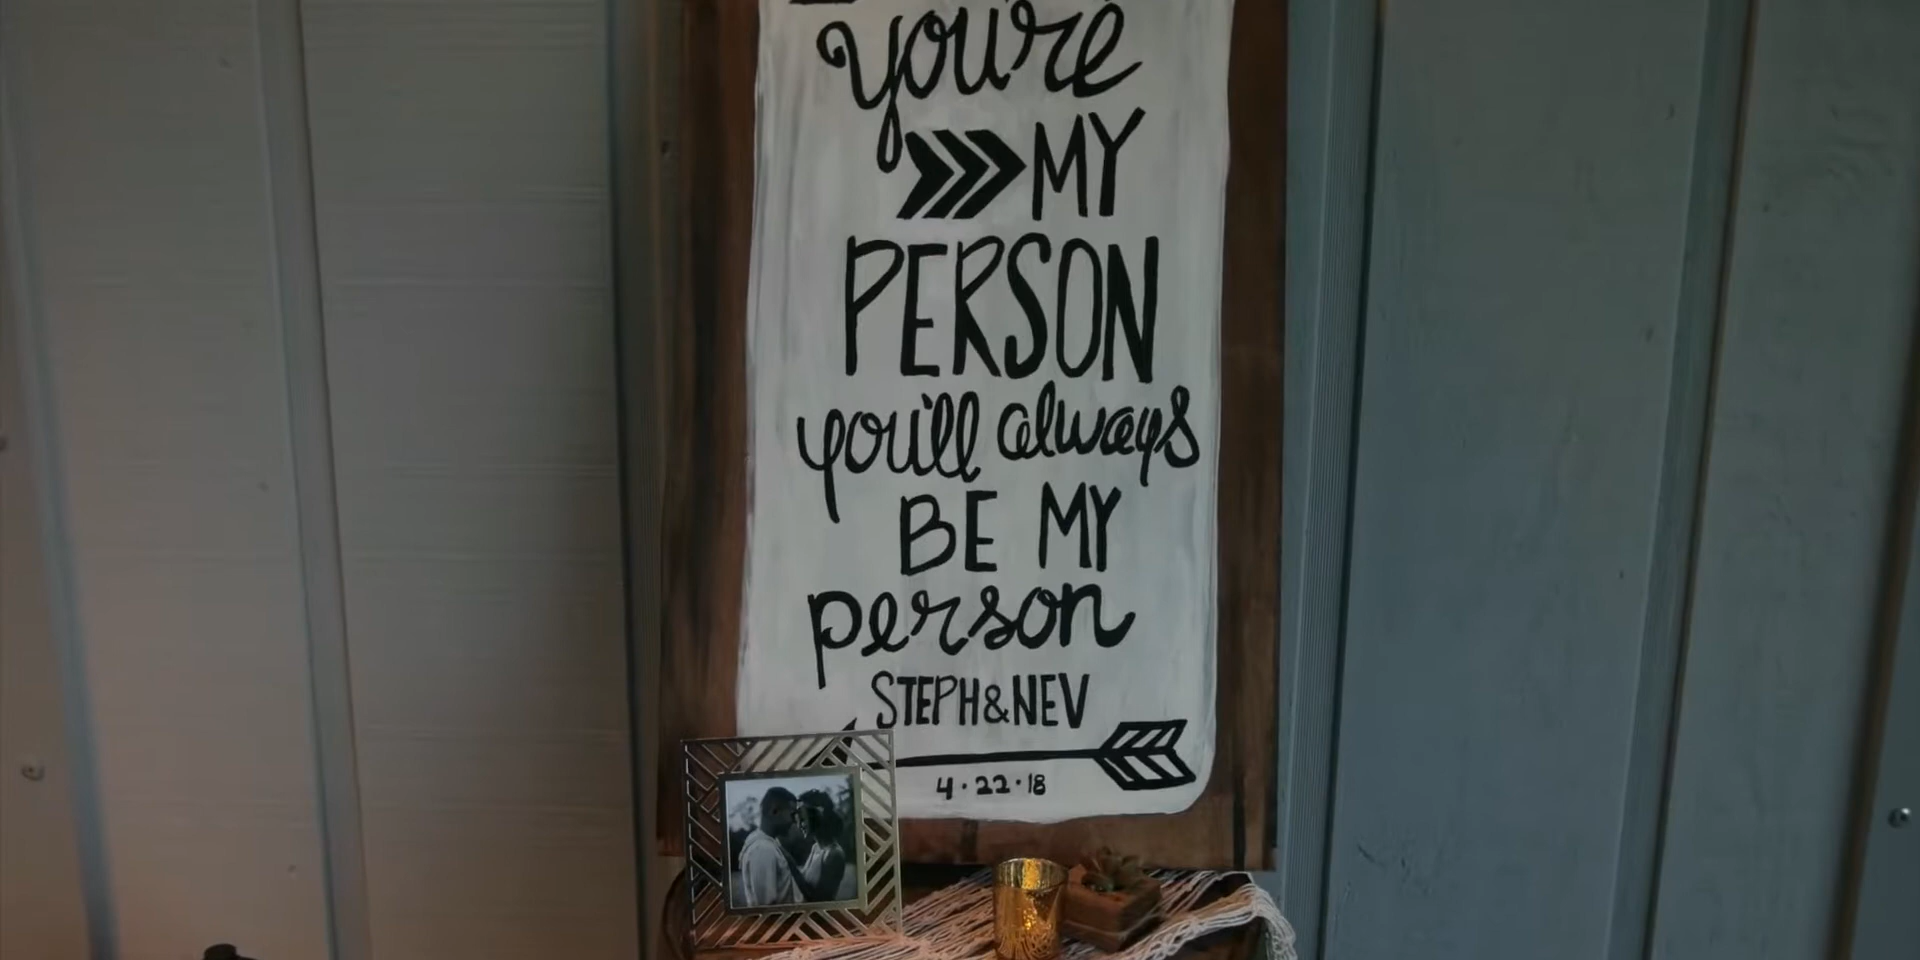 you're
MY
PERSON
you'll always
BE MY
person
STEPH&NEV
4·22·18